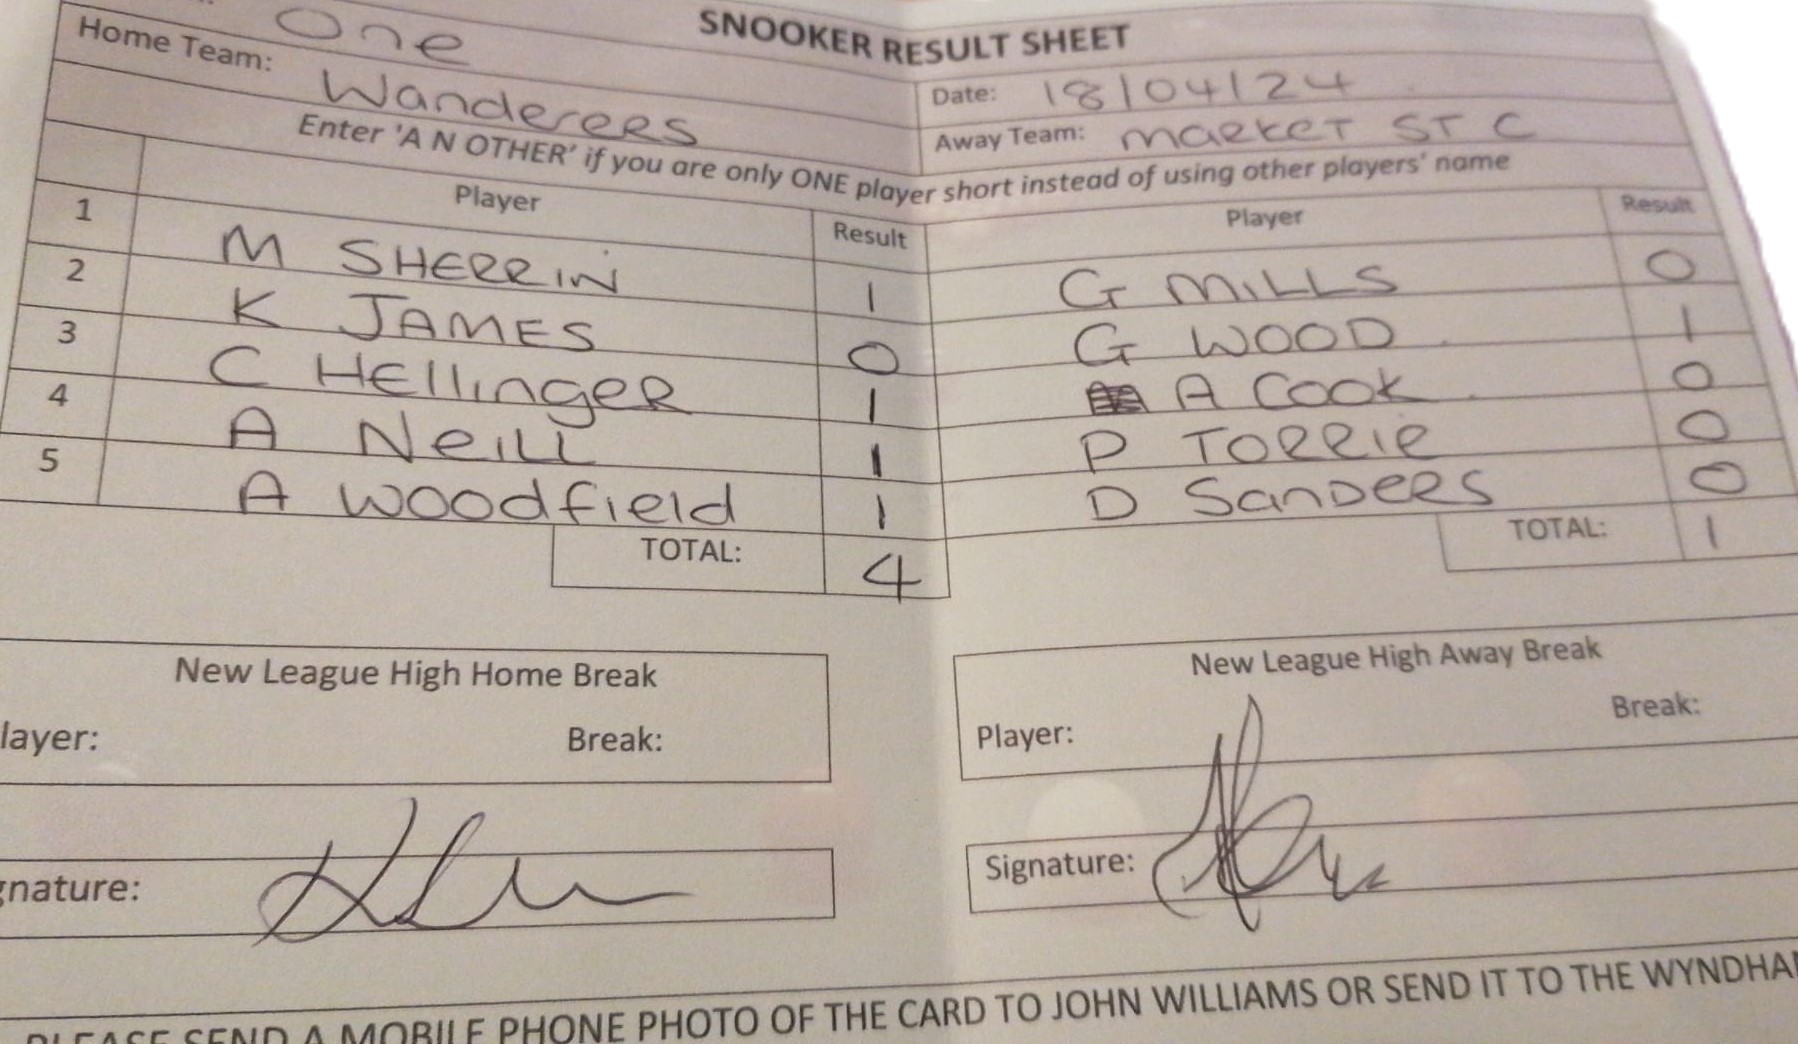 One
SNOOKER RESULT SHEET
Home Team: Wanderers
Date: 18/04/24
Away Team: MARKET ST C
Enter 'A N OTHER' if you are only ONE player short instead of using other players' name
Player Result Player Result
1 M SHERRIN 1 G MILLS 0
2 K JAMES 0 G WOOD 1
3 C HEllingeR 1 A COOK 0
4 A NeiLL 1 P TORRIE 0
5 A Woodfield 1 D SANDERS 0
TOTAL: 4 TOTAL: 1
New League High Home Break New League High Away Break
layer: Break: Player: Break:
gnature: Signature:
PLEASE SEND A MOBILE PHONE PHOTO OF THE CARD TO JOHN WILLIAMS OR SEND IT TO THE WYNDHAM